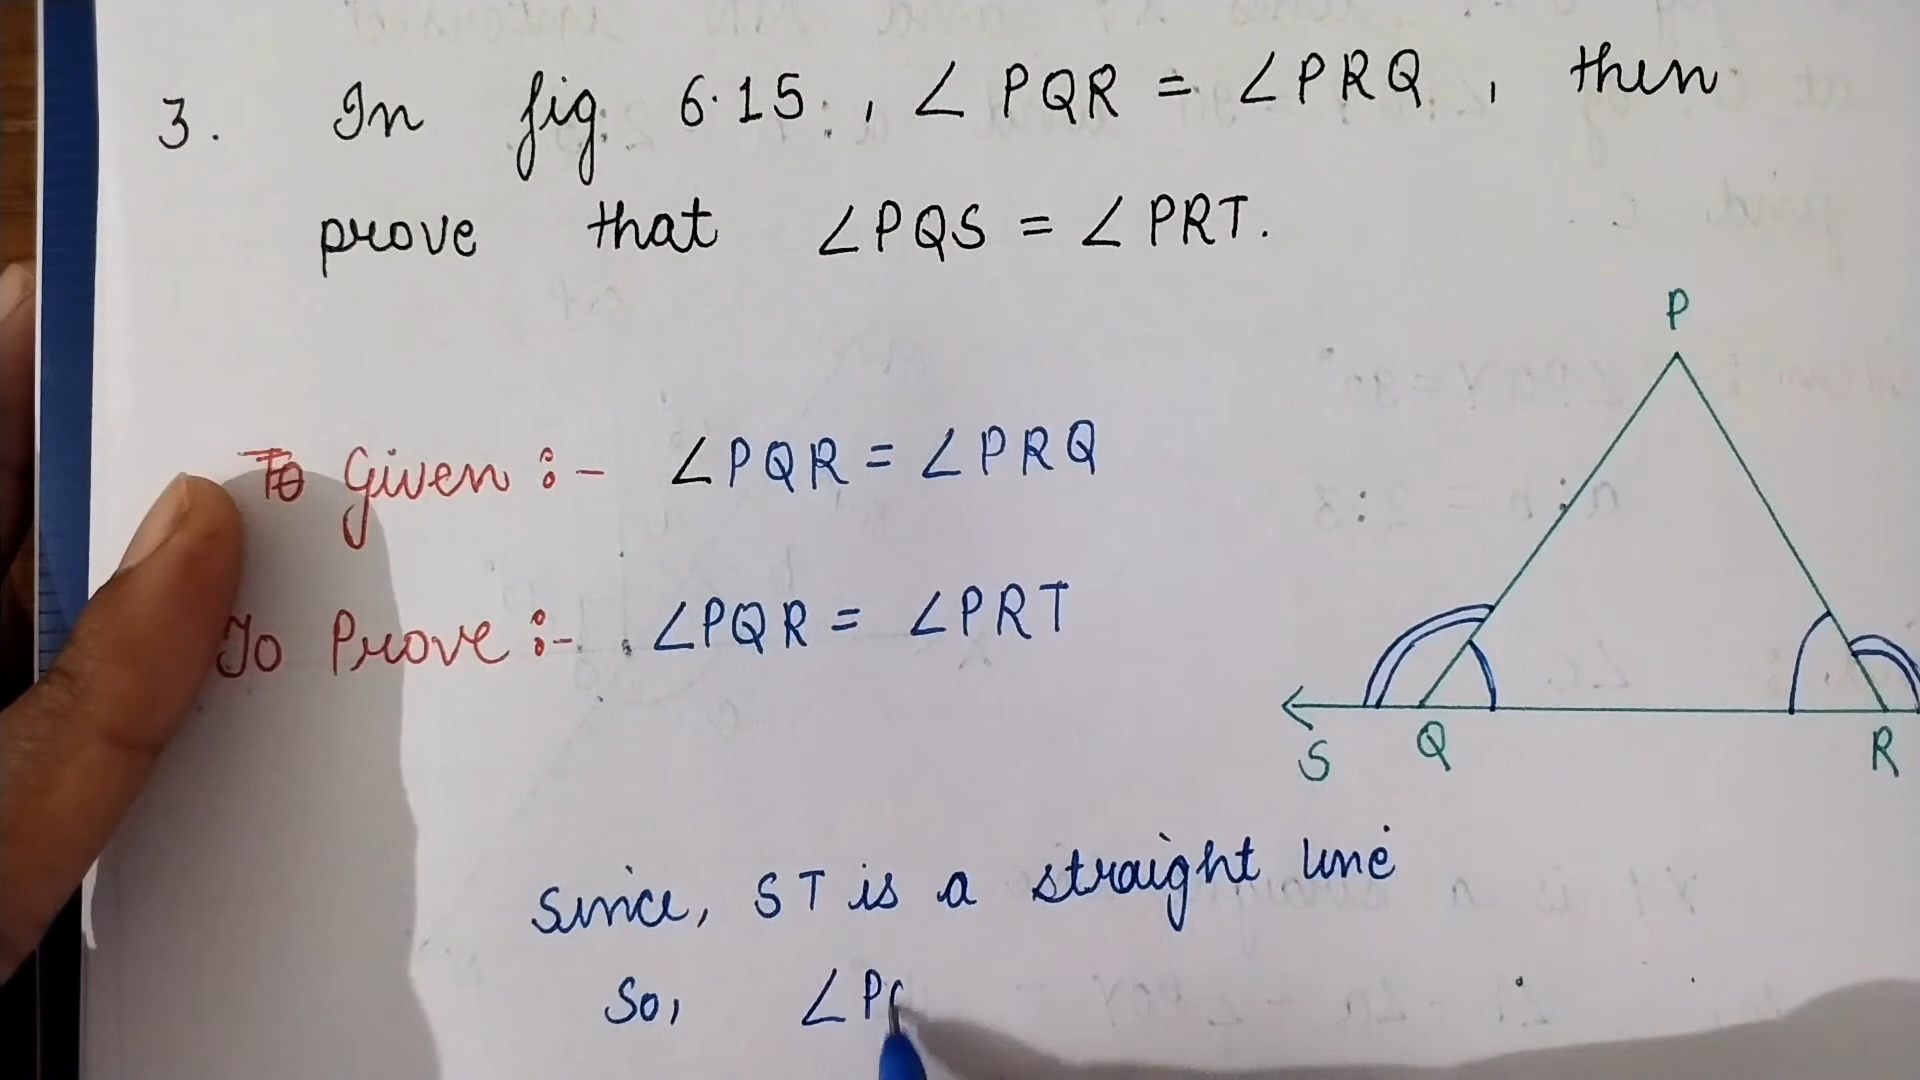 3. In fig. 6.15., ∠PQR = ∠PRQ, then
prove that ∠PQS = ∠PRT.
P
Given :- ∠PQR = ∠PRQ
To Prove :- ∠PQR = ∠PRT
S Q R
Since, ST is a straight line
So, ∠P